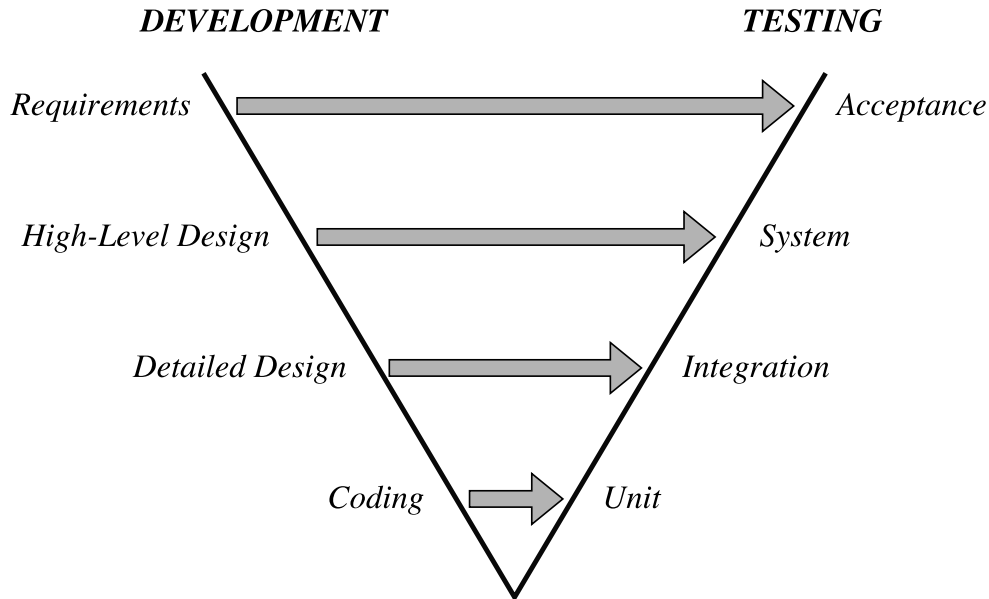 DEVELOPMENT
TESTING
Requirements
Acceptance
High-Level Design
System
Detailed Design
Integration
Coding
Unit